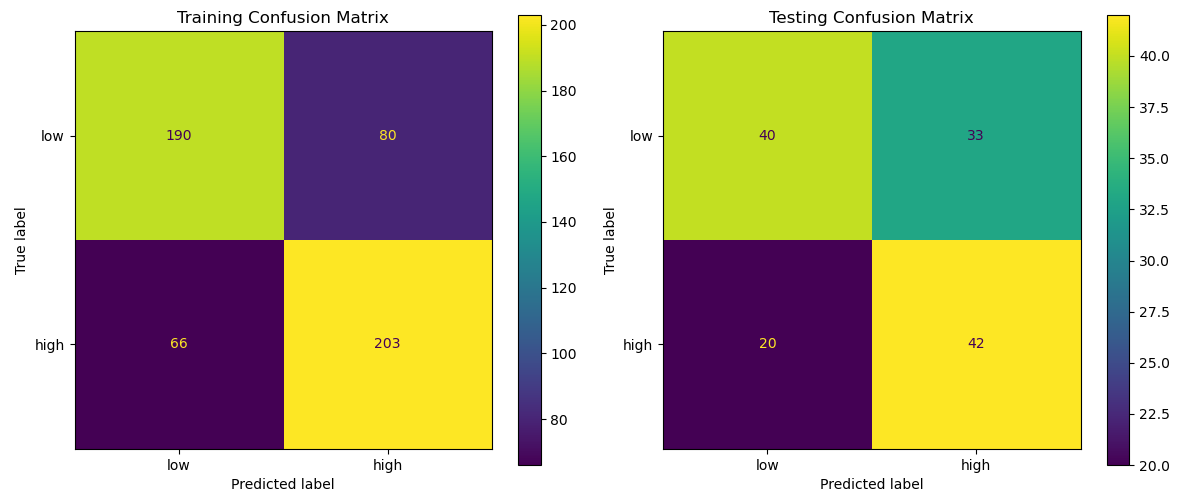 Training Confusion Matrix
True label
low
high
190
80
66
203
low
high
Predicted label
200
180
160
140
120
100
80
Testing Confusion Matrix
True label
low
high
40
33
20
42
low
high
Predicted label
40.0
37.5
35.0
32.5
30.0
27.5
25.0
22.5
20.0